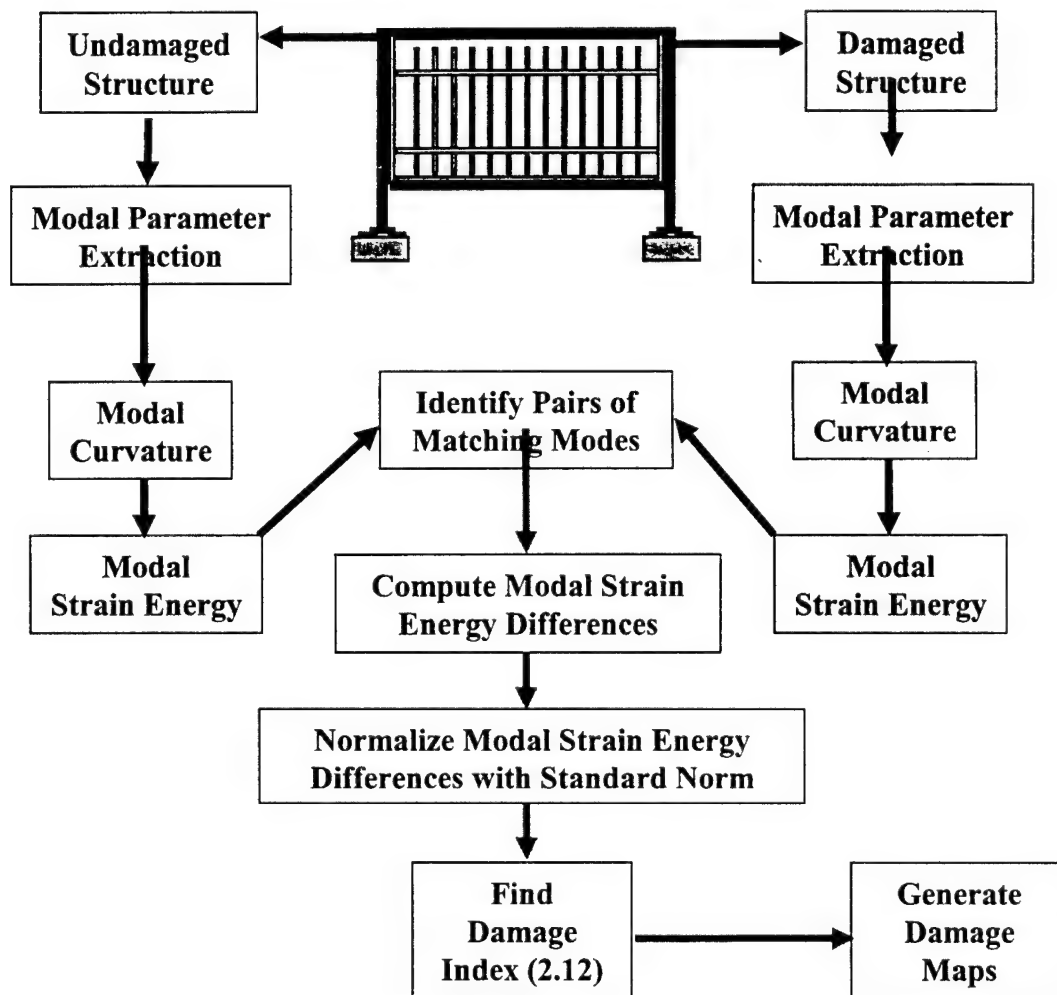 Undamaged
Structure
Damaged
Structure
Modal Parameter
Extraction
Modal Parameter
Extraction
Modal
Curvature
Identify Pairs of
Matching Modes
Modal
Curvature
Modal
Strain Energy
Compute Modal Strain
Energy Differences
Modal
Strain Energy
Normalize Modal Strain Energy
Differences with Standard Norm
Find
Damage
Index (2.12)
Generate
Damage
Maps